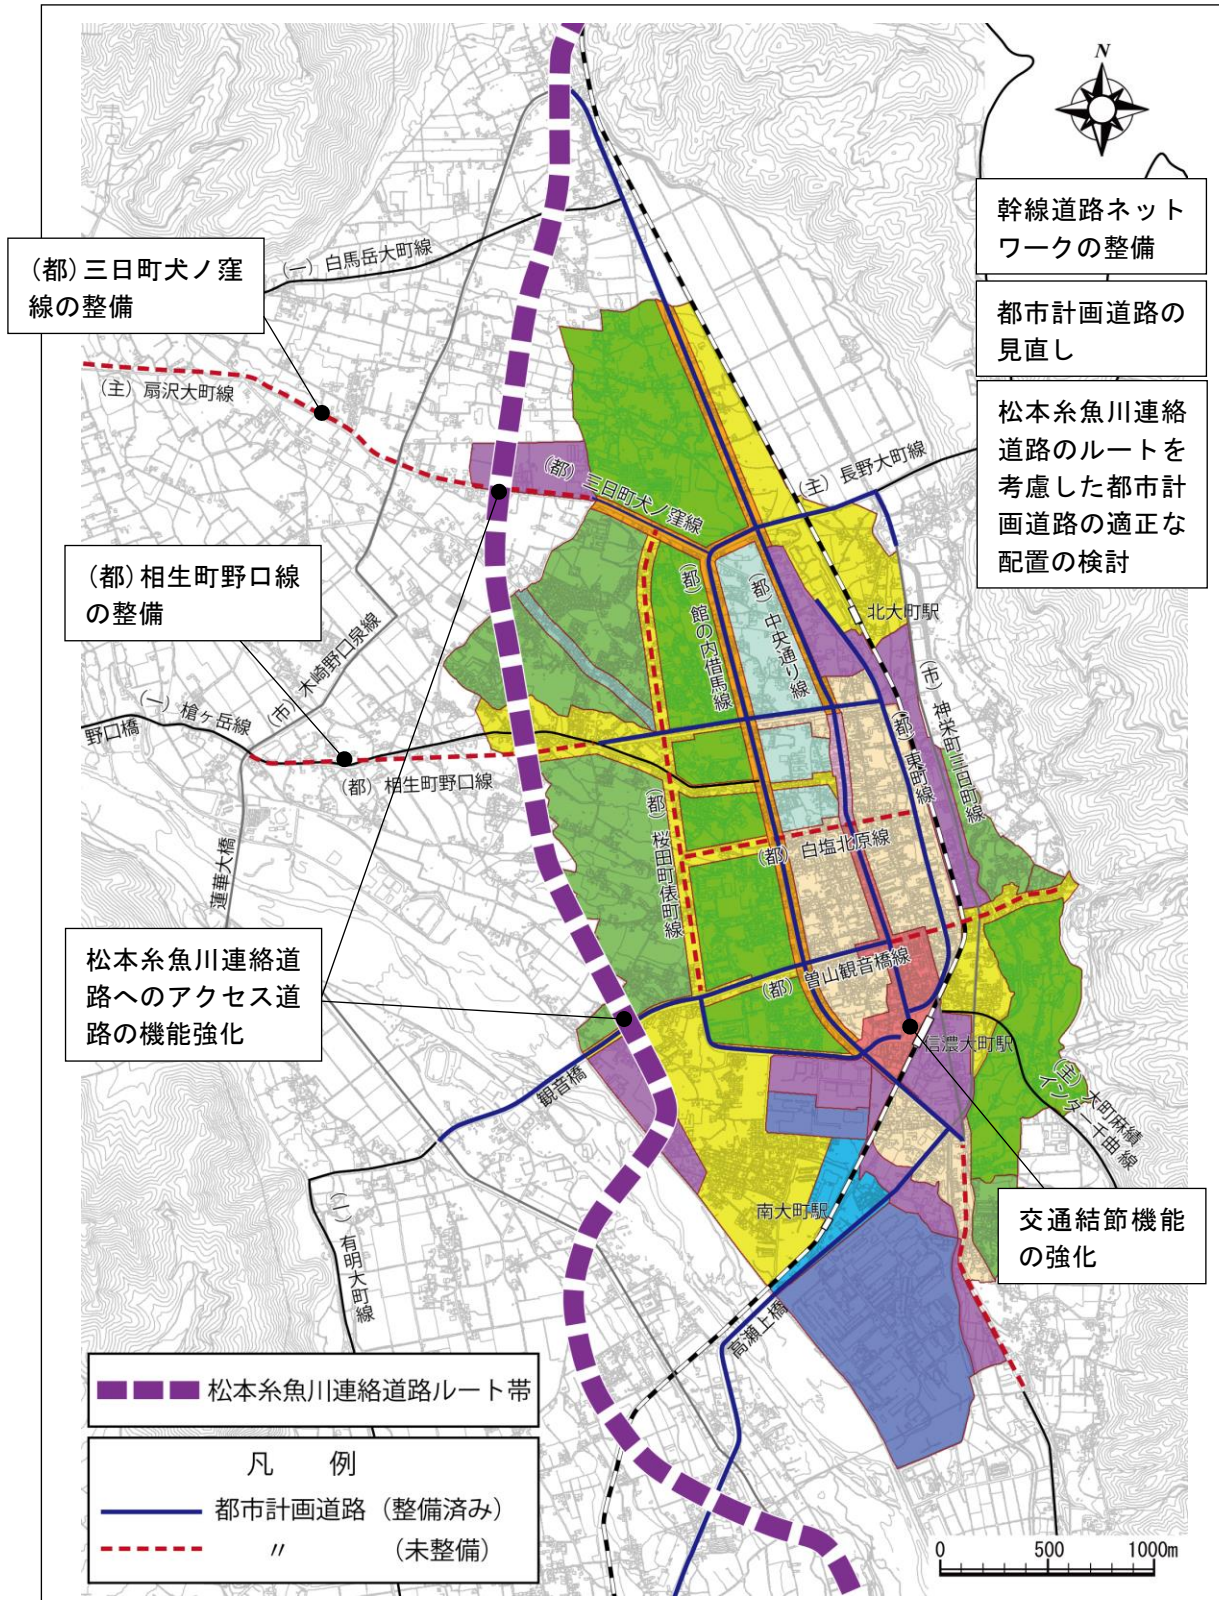 N
幹線道路ネット
ワークの整備
(都)三日町犬ノ窪
線の整備
(一) 白馬岳大町線
都市計画道路の
見直し
(主) 扇沢大町線
松本糸魚川連絡
道路のルートを
考慮した都市計
画道路の適正な
配置の検討
(主) 長野大町線
(都) 三日町犬ノ窪線
(都)相生町野口線
の整備
(都) 館の内借馬線
(都) 中央通り線
北大町駅
(市) 木崎野口泉線
(市) 神栄町三日町線
(一) 槍ヶ岳線
野口橋
(都) 東町線
(都) 相生町野口線
(都) 桜田町俵町線
(都) 白塩北原線
蓮華大橋
松本糸魚川連絡道
路へのアクセス道
路の機能強化
(都) 曽山観音橋線
信濃大町駅
観音橋
(主) 大町麻績
インター千曲線
南大町駅
交通結節機能
の強化
(一) 有明大町線
高瀬上橋
松本糸魚川連絡道路ルート帯
凡 例
都市計画道路 (整備済み)
〃 (未整備)
0 500 1000m